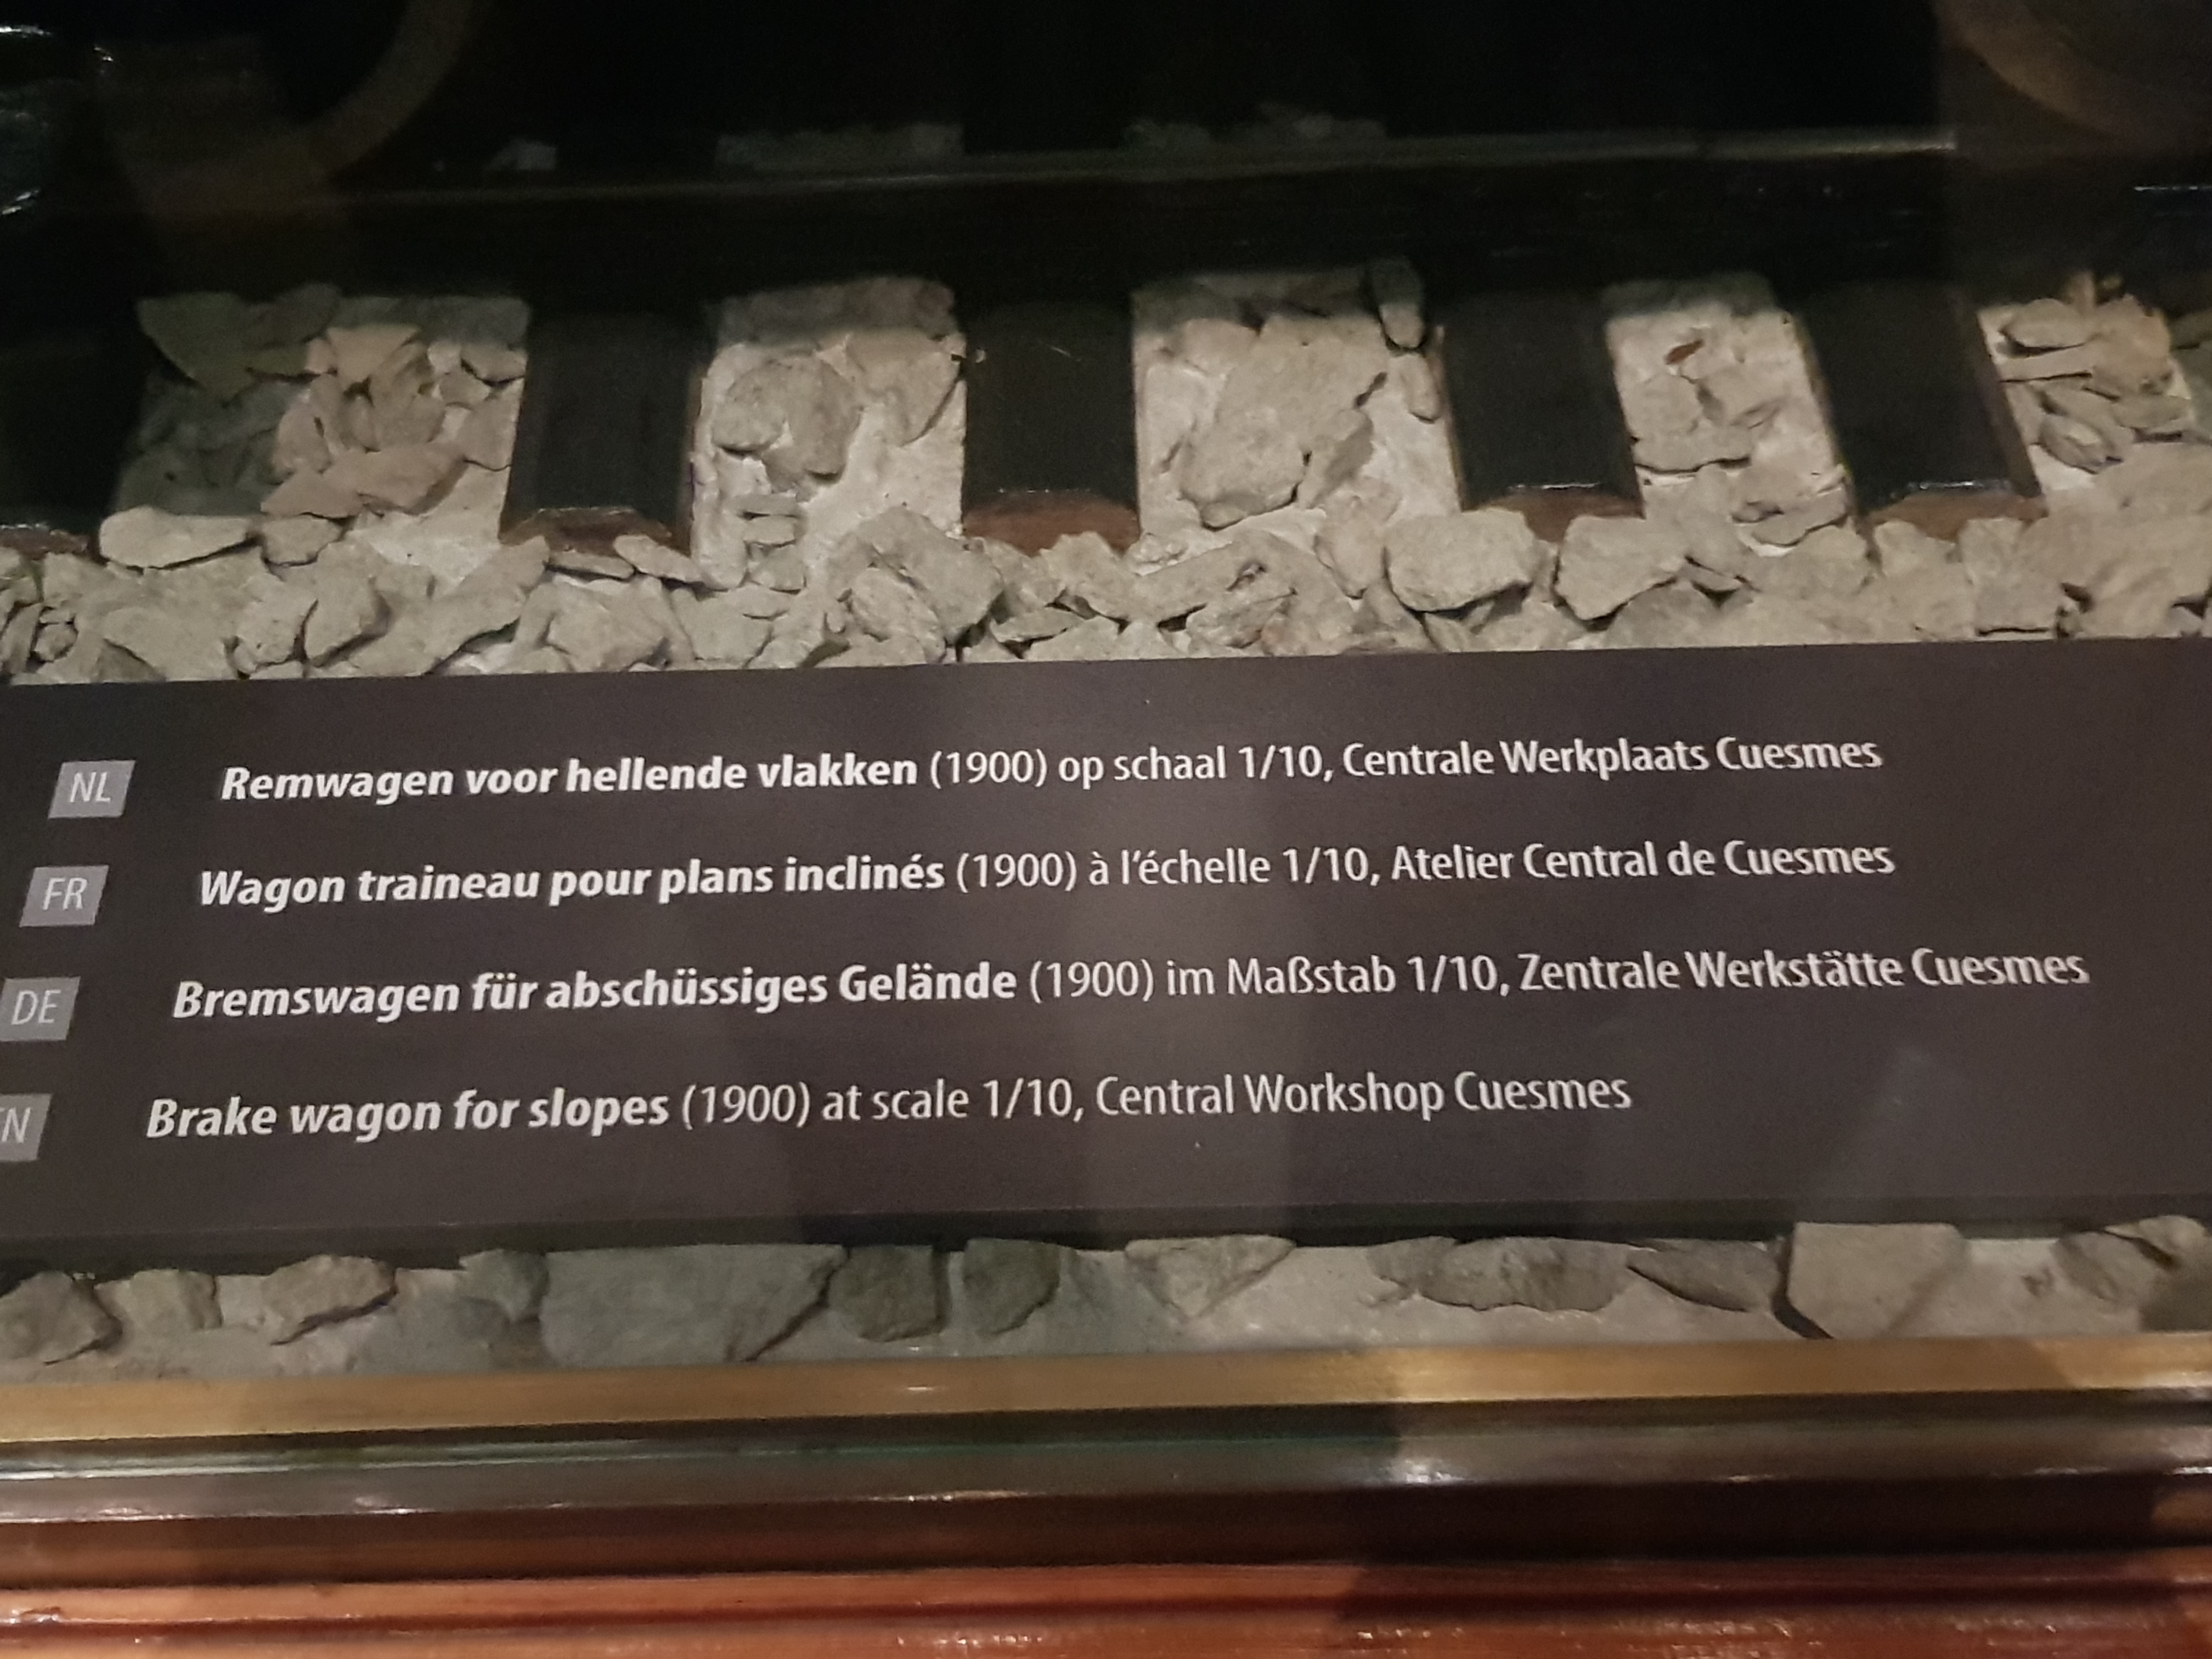 NL Remwagen voor hellende vlakken (1900) op schaal 1/10, Centrale Werkplaats Cuesmes
FR Wagon traineau pour plans inclinés (1900) à l'échelle 1/10, Atelier Central de Cuesmes
DE Bremswagen für abschüssiges Gelände (1900) im Maßstab 1/10, Zentrale Werkstätte Cuesmes
EN Brake wagon for slopes (1900) at scale 1/10, Central Workshop Cuesmes